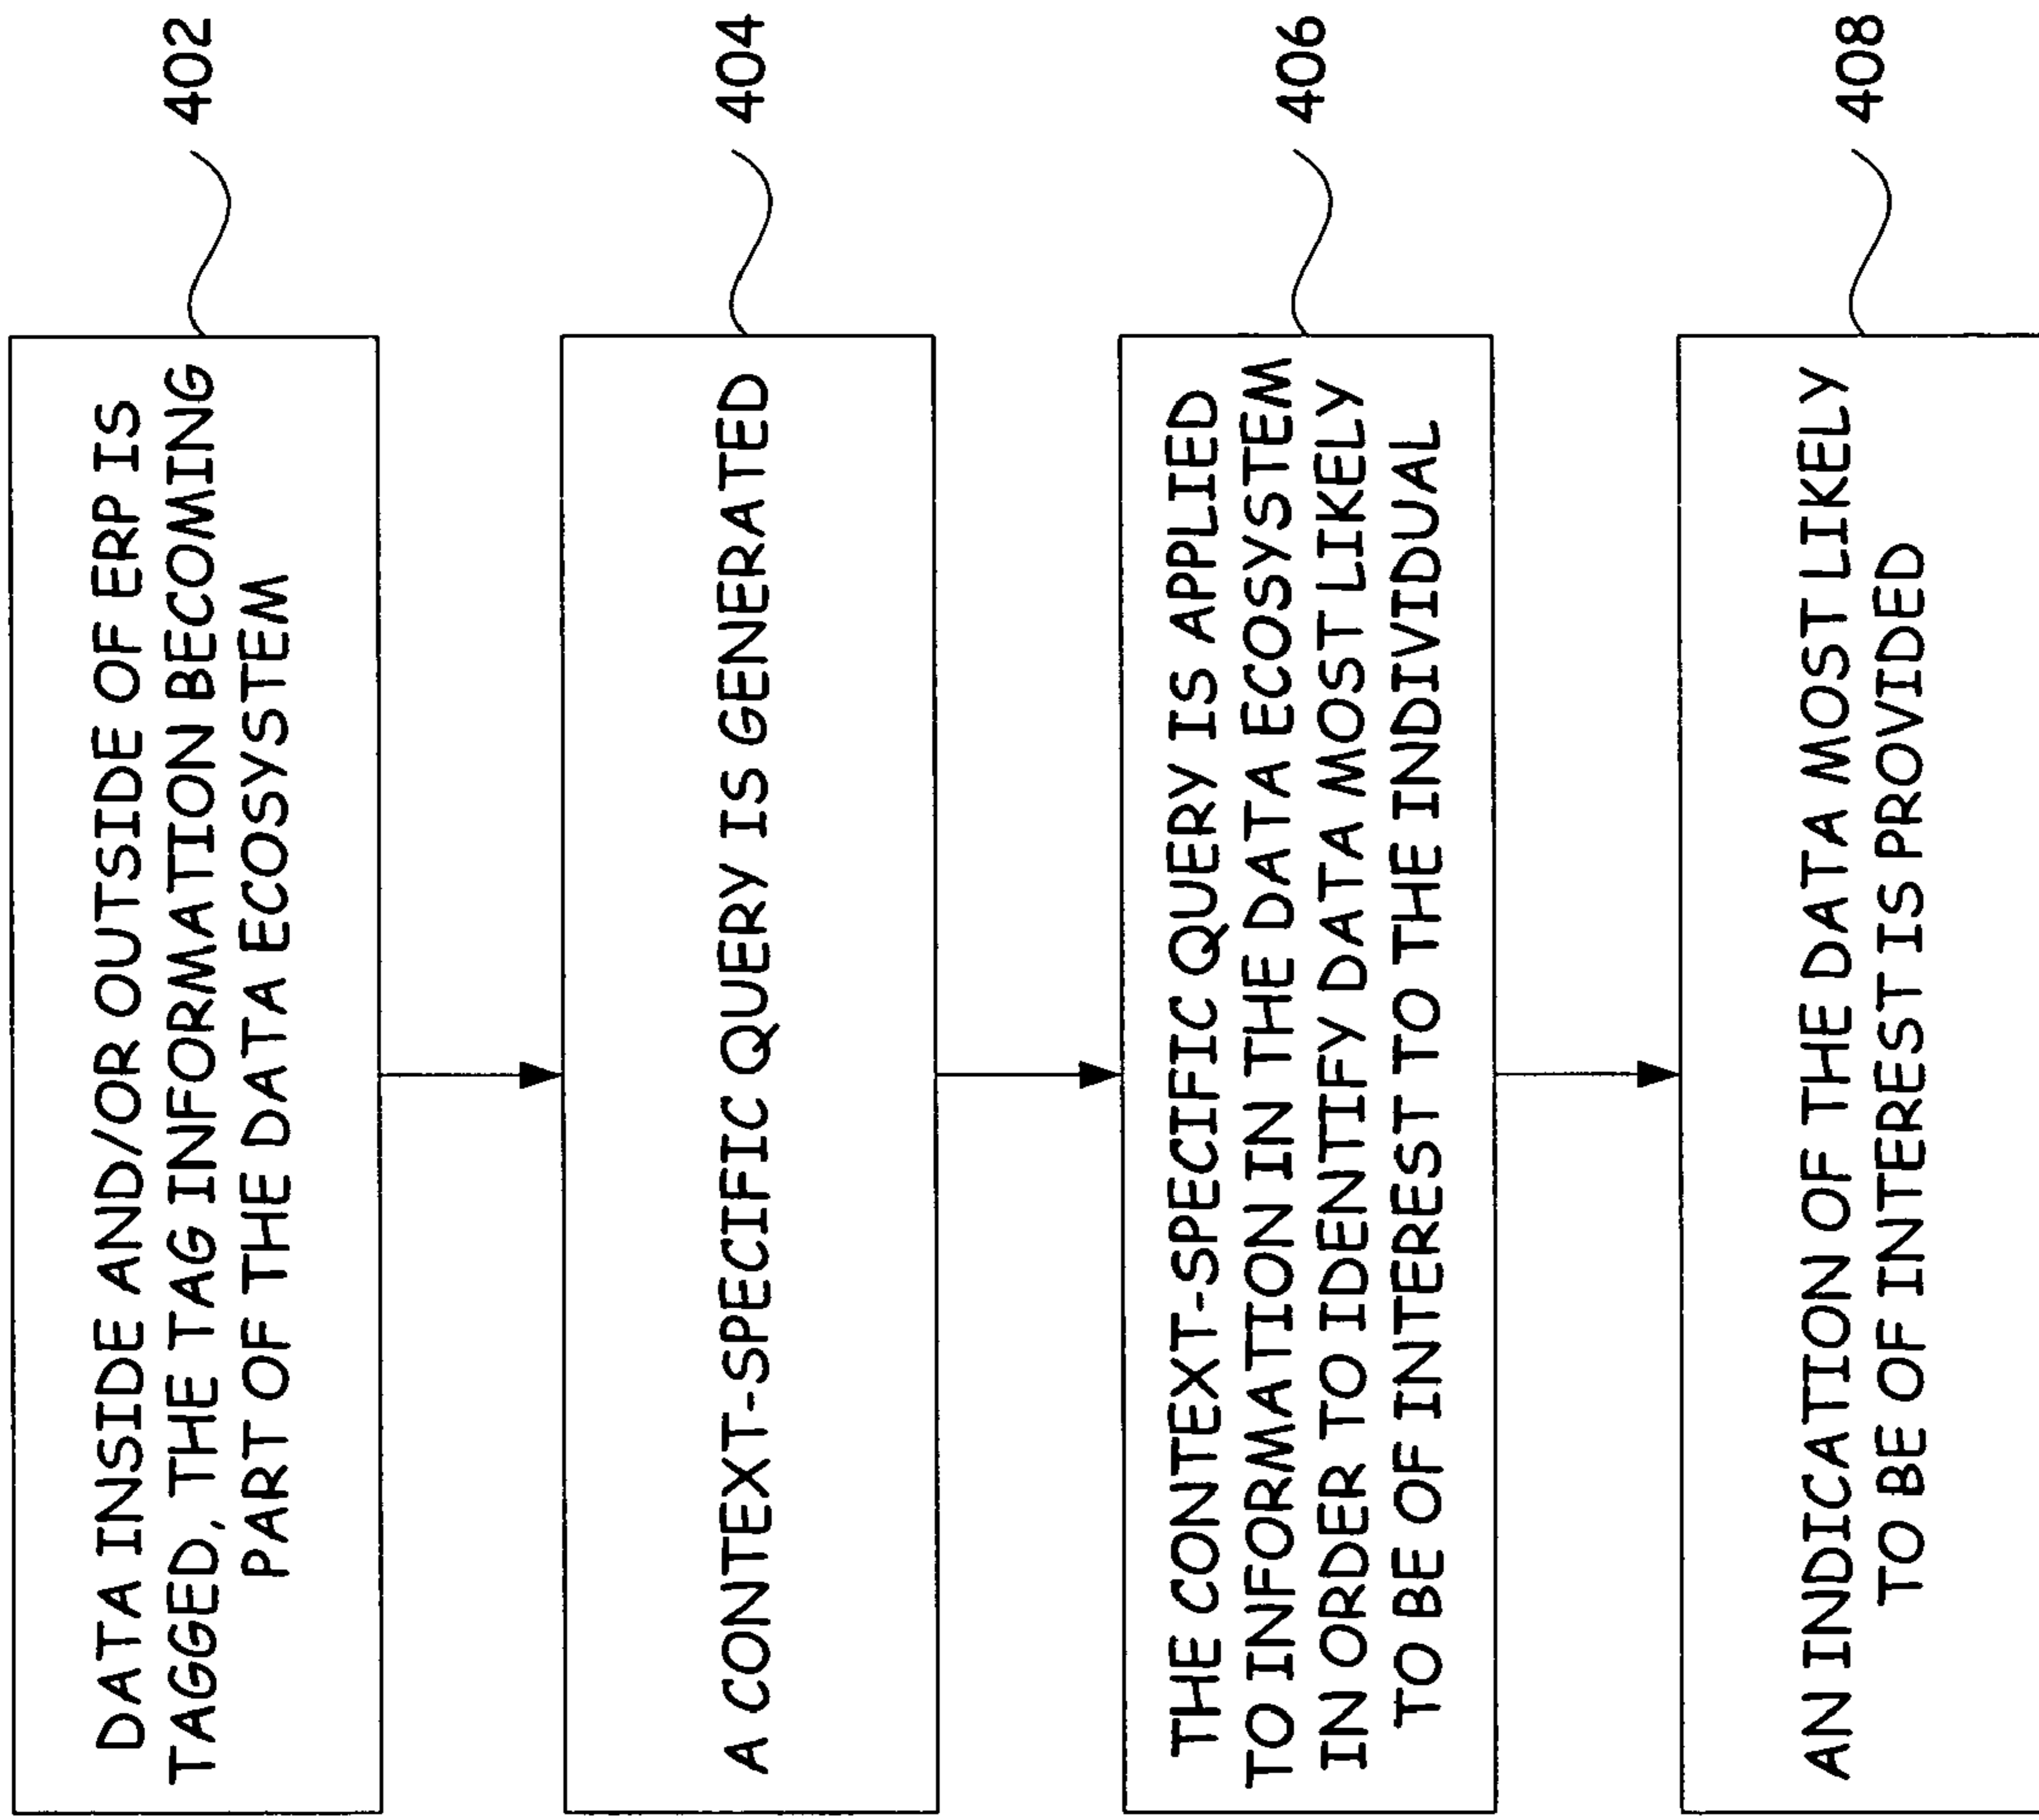 DATA INSIDE AND/OR OUTSIDE OF ERP IS
TAGGED, THE TAG INFORMATION BECOMING
PART OF THE DATA ECOSYSTEM
402
A CONTEXT-SPECIFIC QUERY IS GENERATED
404
THE CONTEXT-SPECIFIC QUERY IS APPLIED
TO INFORMATION IN THE DATA ECOSYSTEM
IN ORDER TO IDENTIFY DATA MOST LIKELY
TO BE OF INTEREST TO THE INDIVIDUAL
406
AN INDICATION OF THE DATA MOST LIKELY
TO BE OF INTEREST IS PROVIDED
408